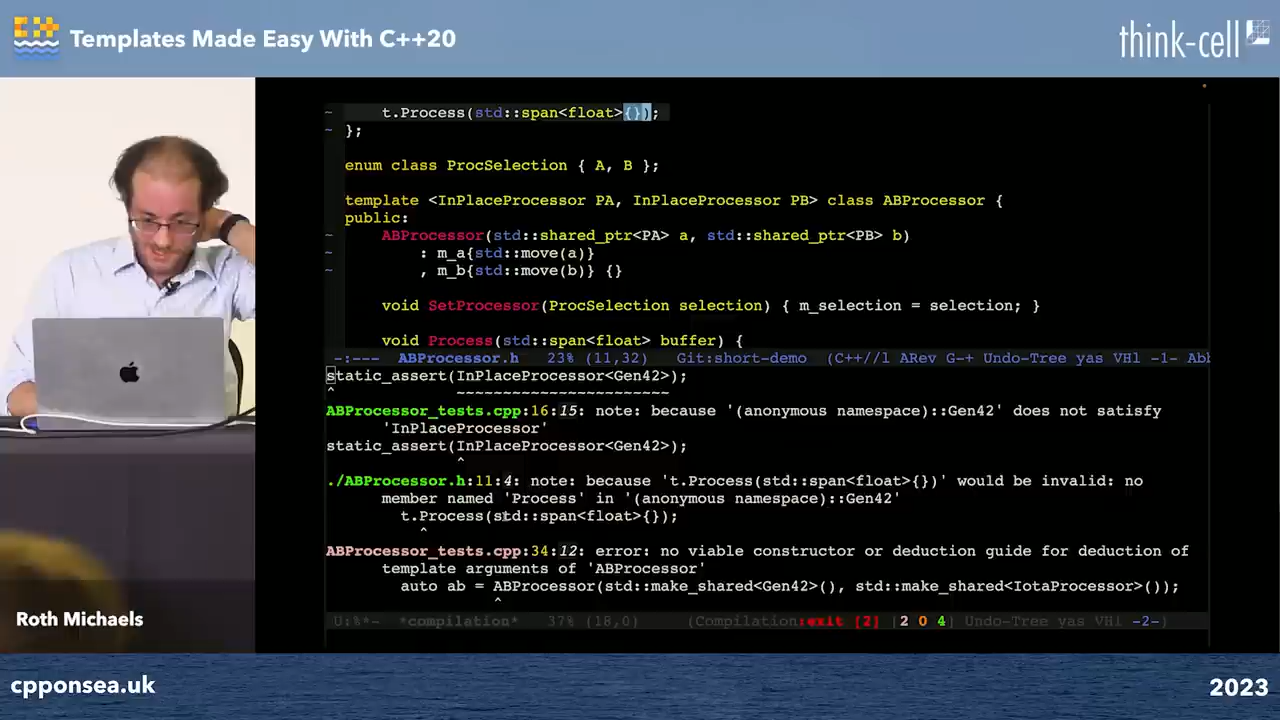 Templates Made Easy With C++20
think-cell
~ t.Process(std::span<float>{});
~ };
enum class ProcSelection { A, B };
template <InPlaceProcessor PA, InPlaceProcessor PB> class ABProcessor {
public:
~ ABProcessor(std::shared_ptr<PA> a, std::shared_ptr<PB> b)
~ : m_a{std::move(a)}
~ , m_b{std::move(b)} {}
void SetProcessor(ProcSelection selection) { m_selection = selection; }
void Process(std::span<float> buffer) {
-:--- ABProcessor.h 23% (11,32) Git:short-demo (C++//l ARev G-+ Undo-Tree yas VHl -1- Abb
static_assert(InPlaceProcessor<Gen42>);
^ ~~~~~~~~~~~~~~~~~~~~~~~
ABProcessor_tests.cpp:16:15: note: because '(anonymous namespace)::Gen42' does not satisfy
'InPlaceProcessor'
static_assert(InPlaceProcessor<Gen42>);
^
./ABProcessor.h:11:4: note: because 't.Process(std::span<float>{})' would be invalid: no
member named 'Process' in '(anonymous namespace)::Gen42'
t.Process(std::span<float>{});
^
ABProcessor_tests.cpp:34:12: error: no viable constructor or deduction guide for deduction of
template arguments of 'ABProcessor'
auto ab = ABProcessor(std::make_shared<Gen42>(), std::make_shared<IotaProcessor>());
^
U:%*- *compilation* 37% (18,0) (Compilation:exit [2] |2 0 4| Undo-Tree yas VHl -2-)
Roth Michaels
cpponsea.uk
2023